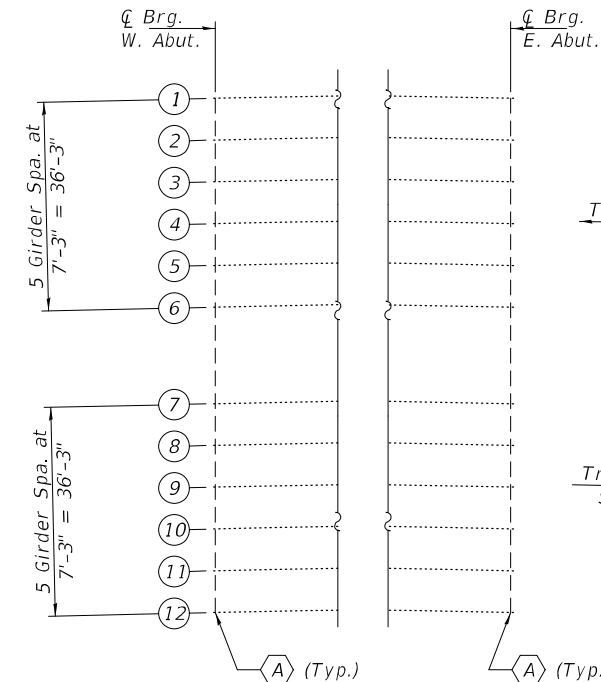 ℄ Brg.
W. Abut.
℄ Brg.
E. Abut.
1
2
3
4
5
6
5 Girder Spa. at
7'-3" = 36'-3"
7
8
9
10
11
12
5 Girder Spa. at
7'-3" = 36'-3"
A (Typ.)
A (Typ.